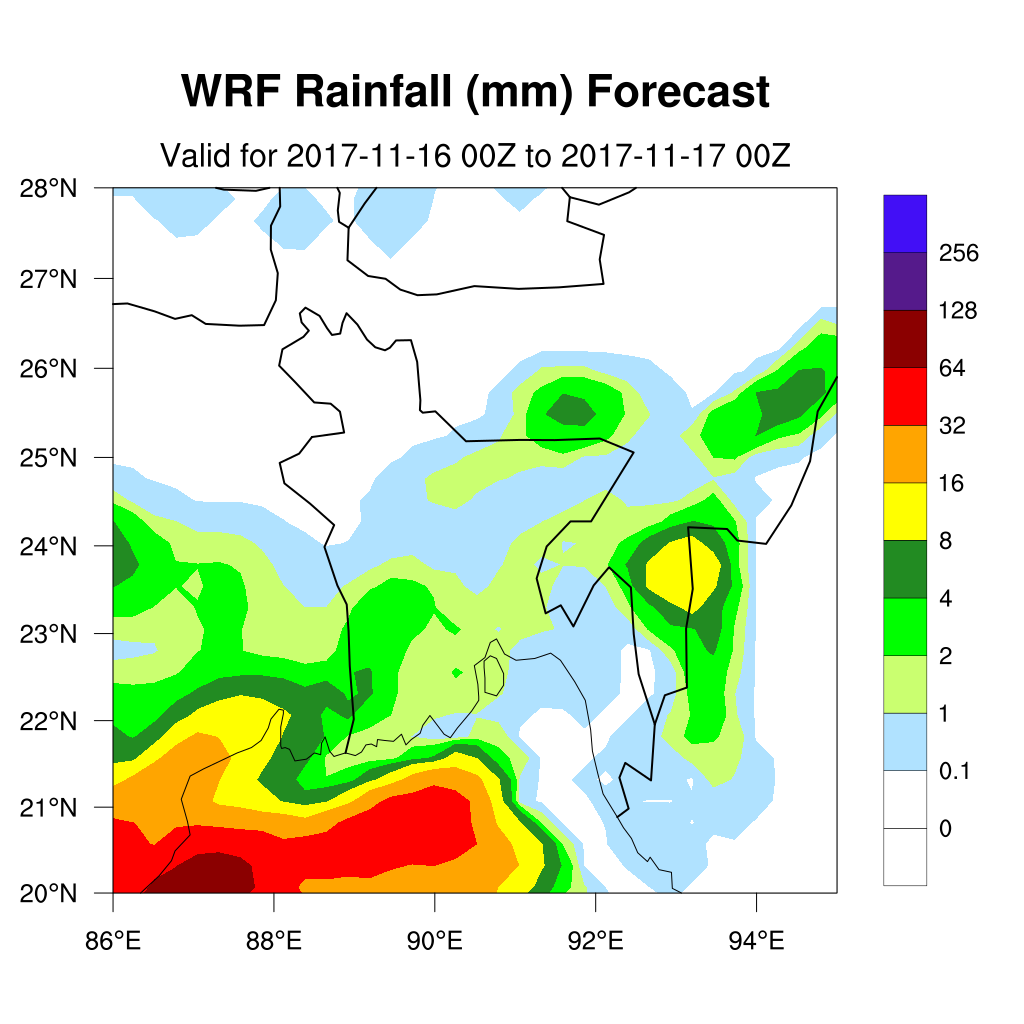 WRF Rainfall (mm) Forecast
Valid for 2017-11-16 00Z to 2017-11-17 00Z
28°N
27°N
26°N
25°N
24°N
23°N
22°N
21°N
20°N
86°E
88°E
90°E
92°E
94°E
256
128
64
32
16
8
4
2
1
0.1
0